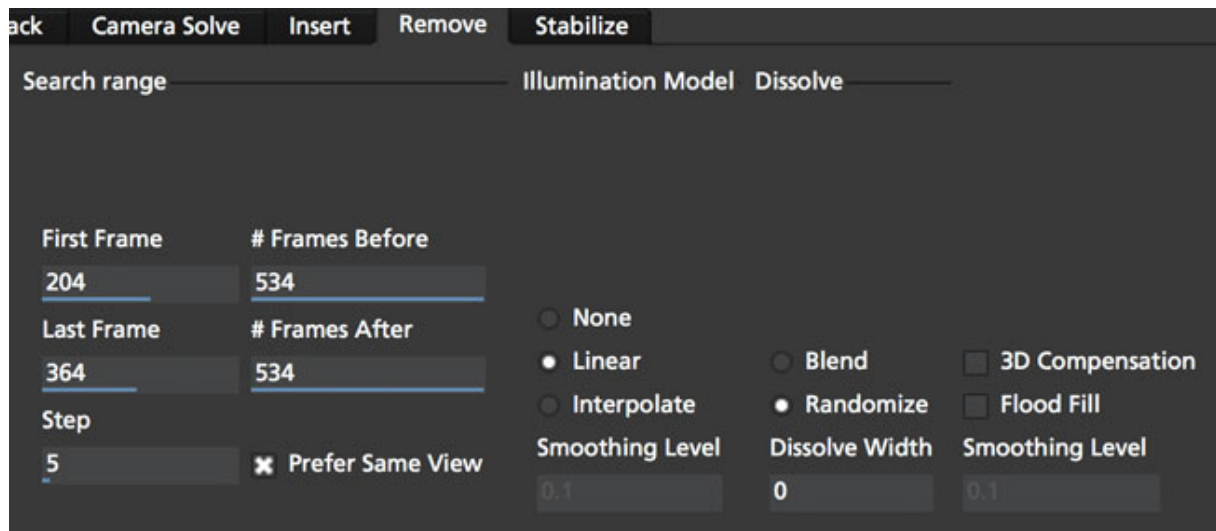 ack Camera Solve Insert Remove Stabilize
Search range Illumination Model Dissolve
First Frame # Frames Before
204 534
None
Last Frame # Frames After
Linear Blend 3D Compensation
364 534
Interpolate Randomize Flood Fill
Step
Smoothing Level Dissolve Width Smoothing Level
5 Prefer Same View
0.1 0 0.1